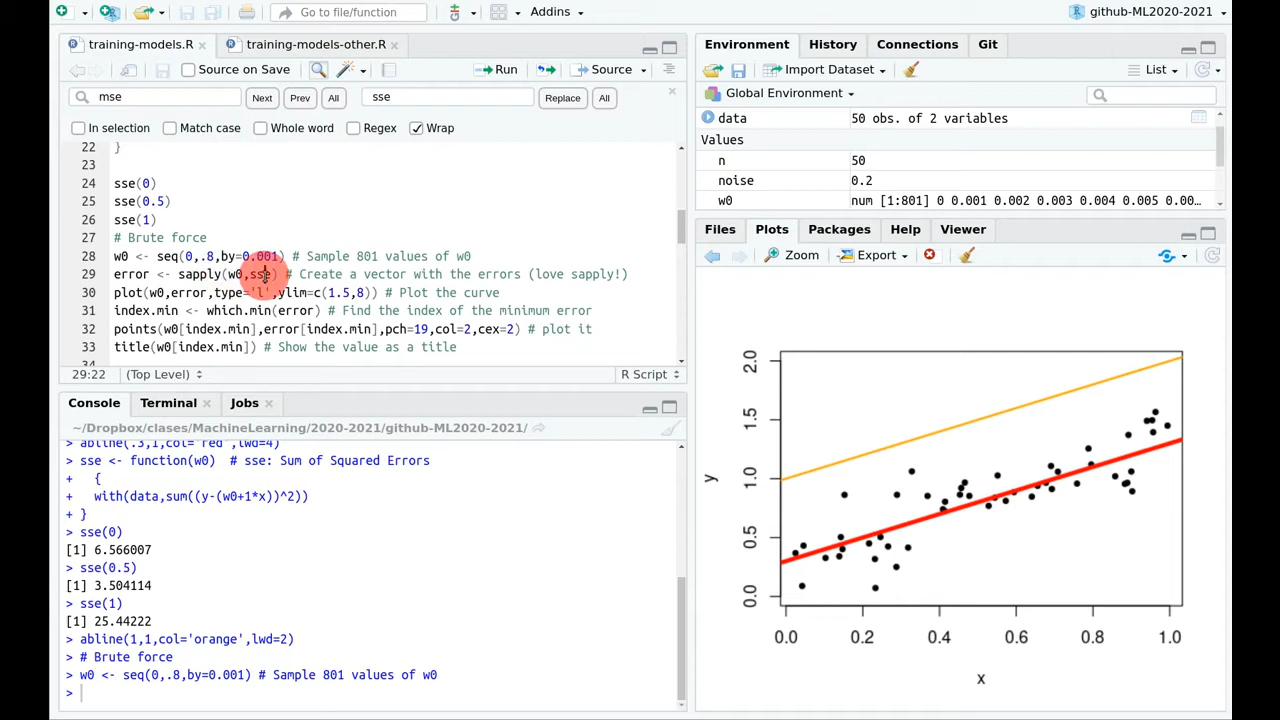 Go to file/function
Addins
github-ML2020-2021
training-models.R
training-models-other.R
Source on Save
Run
Source
mse
Next
Prev
All
sse
Replace
All
In selection
Match case
Whole word
Regex
Wrap
22 }
23
24 sse(0)
25 sse(0.5)
26 sse(1)
27 # Brute force
28 w0 <- seq(0,.8,by=0.001) # Sample 801 values of w0
29 error <- sapply(w0,sse) # Create a vector with the errors (love sapply!)
30 plot(w0,error,type='l',ylim=c(1.5,8)) # Plot the curve
31 index.min <- which.min(error) # Find the index of the minimum error
32 points(w0[index.min],error[index.min],pch=19,col=2,cex=2) # plot it
33 title(w0[index.min]) # Show the value as a title
34
29:22
(Top Level)
R Script
Console
Terminal
Jobs
~/Dropbox/clases/MachineLearning/2020-2021/github-ML2020-2021/
> abline(.3,1,col='red',lwd=4)
> sse <- function(w0)  # sse: Sum of Squared Errors
+   {
+   with(data,sum((y-(w0+1*x))^2))
+ }
> sse(0)
[1] 6.566007
> sse(0.5)
[1] 3.504114
> sse(1)
[1] 25.44222
> abline(1,1,col='orange',lwd=2)
> # Brute force
> w0 <- seq(0,.8,by=0.001) # Sample 801 values of w0
>
Environment
History
Connections
Git
Import Dataset
List
Global Environment
data 50 obs. of 2 variables
Values
n 50
noise 0.2
w0 num [1:801] 0 0.001 0.002 0.003 0.004 0.005 0.00...
Files
Plots
Packages
Help
Viewer
Zoom
Export
2.0
1.5
1.0
0.5
0.0
y
0.0 0.2 0.4 0.6 0.8 1.0
x